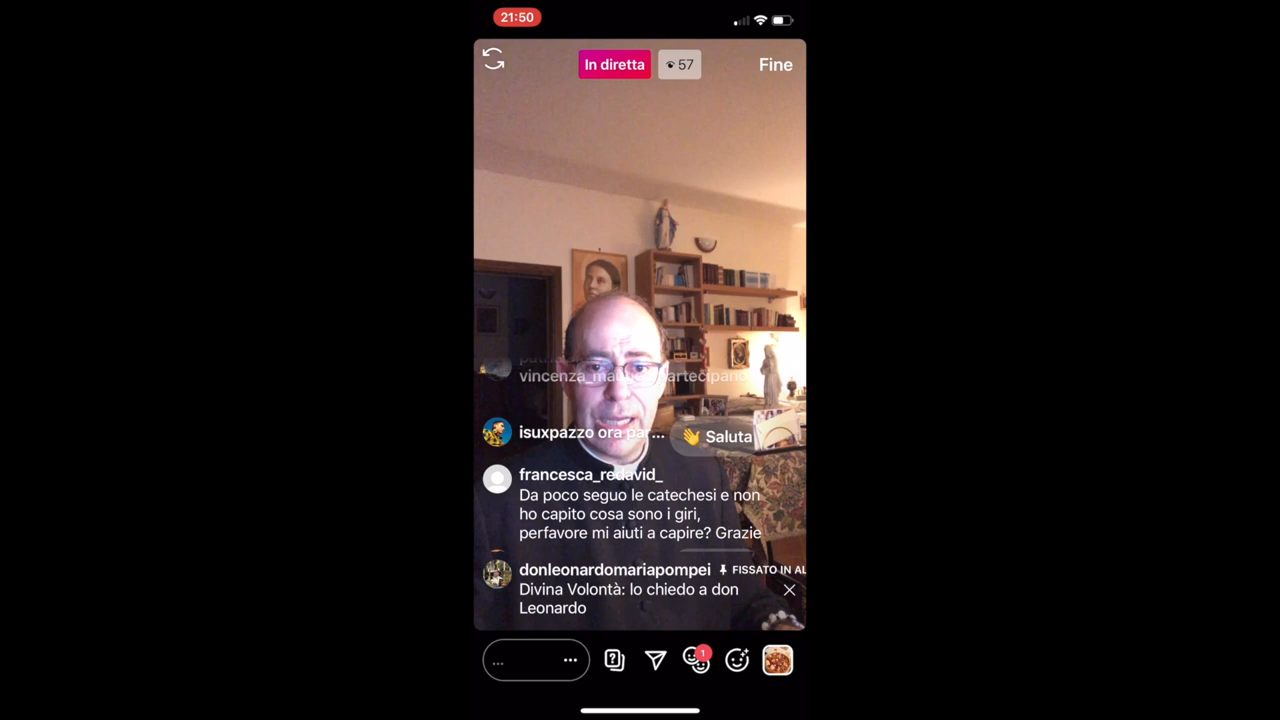 21:50
In diretta
57
Fine
isuxpazzo ora par...
👋 Saluta
francesca_redavid_
Da poco seguo le catechesi e non
ho capito cosa sono i giri,
perfavore mi aiuti a capire? Grazie
donleonardomariapompei FISSATO IN AL
Divina Volontà: lo chiedo a don
Leonardo
...
1